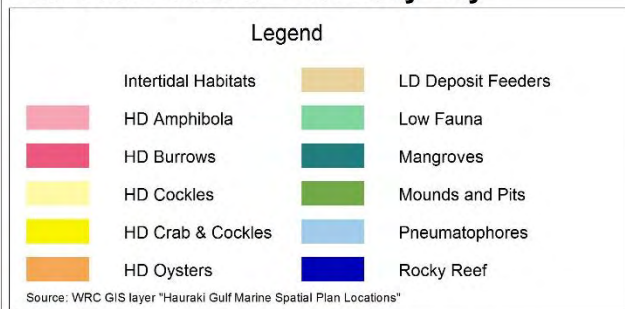 Legend
Intertidal Habitats
HD Amphibola
HD Burrows
HD Cockles
HD Crab & Cockles
HD Oysters
LD Deposit Feeders
Low Fauna
Mangroves
Mounds and Pits
Pneumatophores
Rocky Reef
Source: WRC GIS layer "Hauraki Gulf Marine Spatial Plan Locations"